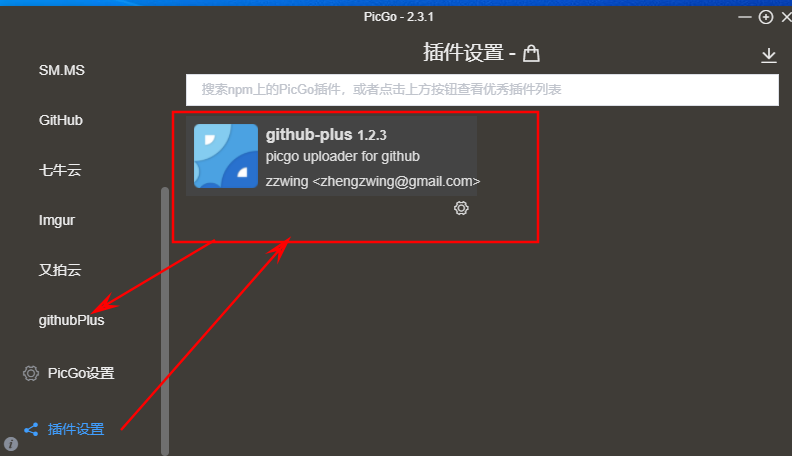 PicGo - 2.3.1
插件设置 -
搜索npm上的PicGo插件，或者点击上方按钮查看优秀插件列表
github-plus 1.2.3
picgo uploader for github
zzwing <zhengzwing@gmail.com>
SM.MS
GitHub
七牛云
Imgur
又拍云
githubPlus
PicGo设置
插件设置
i